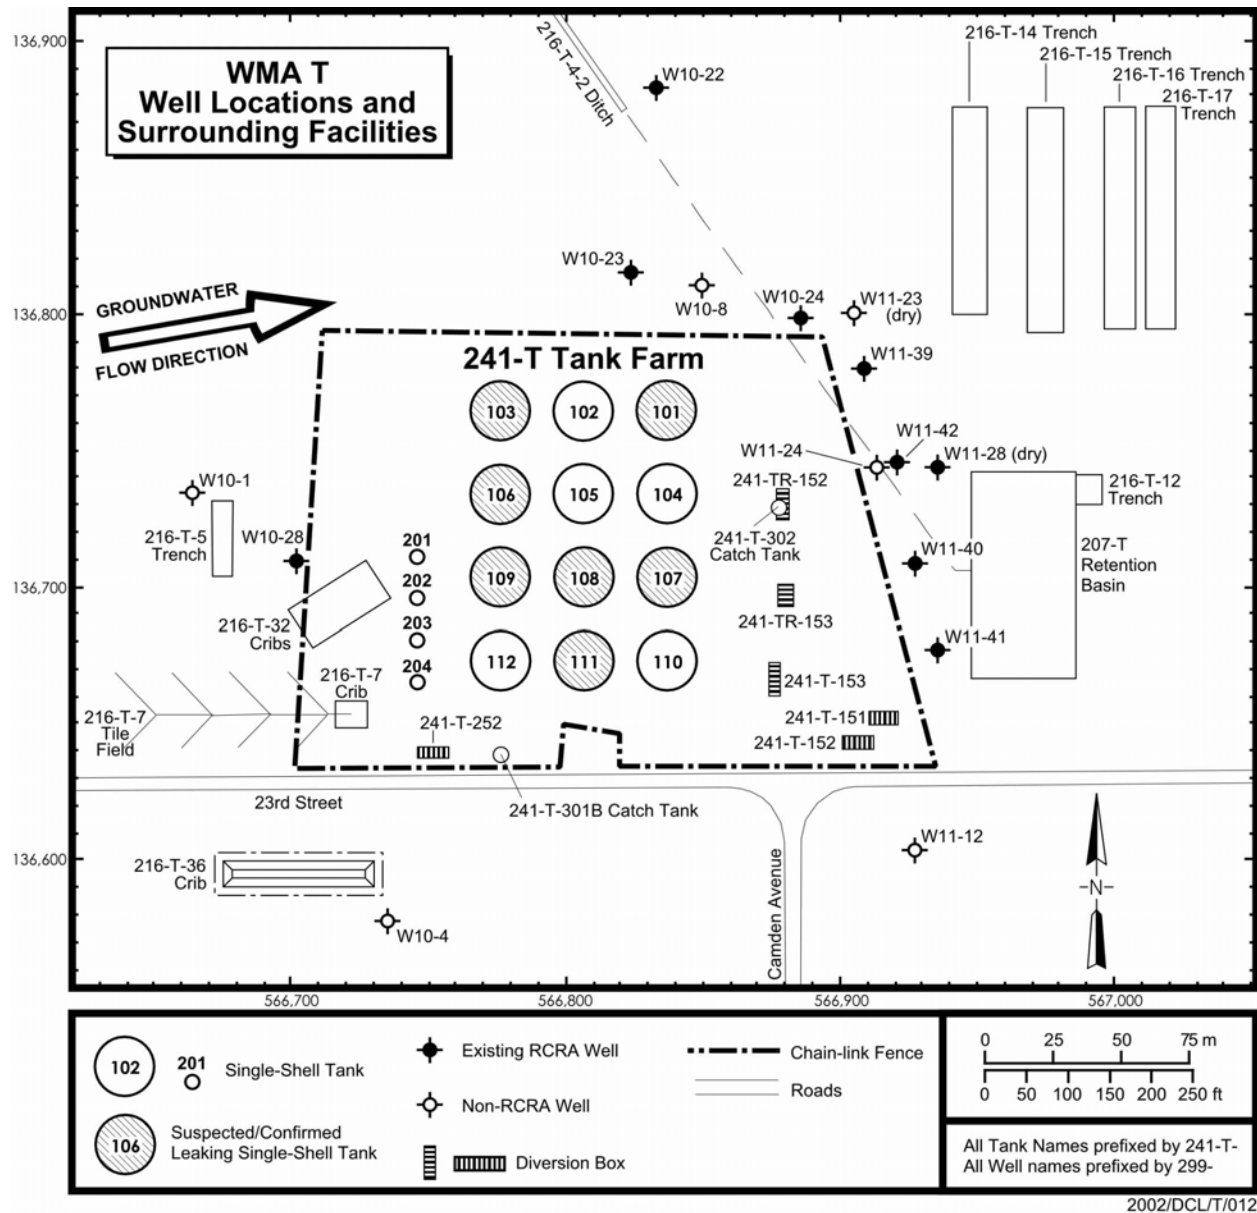 136,900
136,800
136,700
136,600
WMA T
Well Locations and
Surrounding Facilities
216-T-4-2 Ditch
W10-22
216-T-14 Trench
216-T-15 Trench
216-T-16 Trench
216-T-17
Trench
W10-23
W10-8
W10-24
W11-23
(dry)
W11-39
GROUNDWATER
FLOW DIRECTION
241-T Tank Farm
103
102
101
W11-42
W11-24
W11-28 (dry)
W10-1
106
105
104
241-TR-152
216-T-12
Trench
216-T-5
Trench
W10-28
201
241-T-302
Catch Tank
W11-40
207-T
Retention
Basin
202
109
108
107
241-TR-153
216-T-32
Cribs
203
W11-41
204
112
111
110
216-T-7
Crib
241-T-153
216-T-7
Tile
Field
241-T-252
241-T-151
241-T-152
23rd Street
241-T-301B Catch Tank
216-T-36
Crib
W10-4
Camden Avenue
W11-12
N
566,700
566,800
566,900
567,000
102
201
Single-Shell Tank
106
Suspected/Confirmed
Leaking Single-Shell Tank
Existing RCRA Well
Non-RCRA Well
Diversion Box
Chain-link Fence
Roads
0 25 50 75 m
0 50 100 150 200 250 ft
All Tank Names prefixed by 241-T-
All Well names prefixed by 299-
2002/DCL/T/012